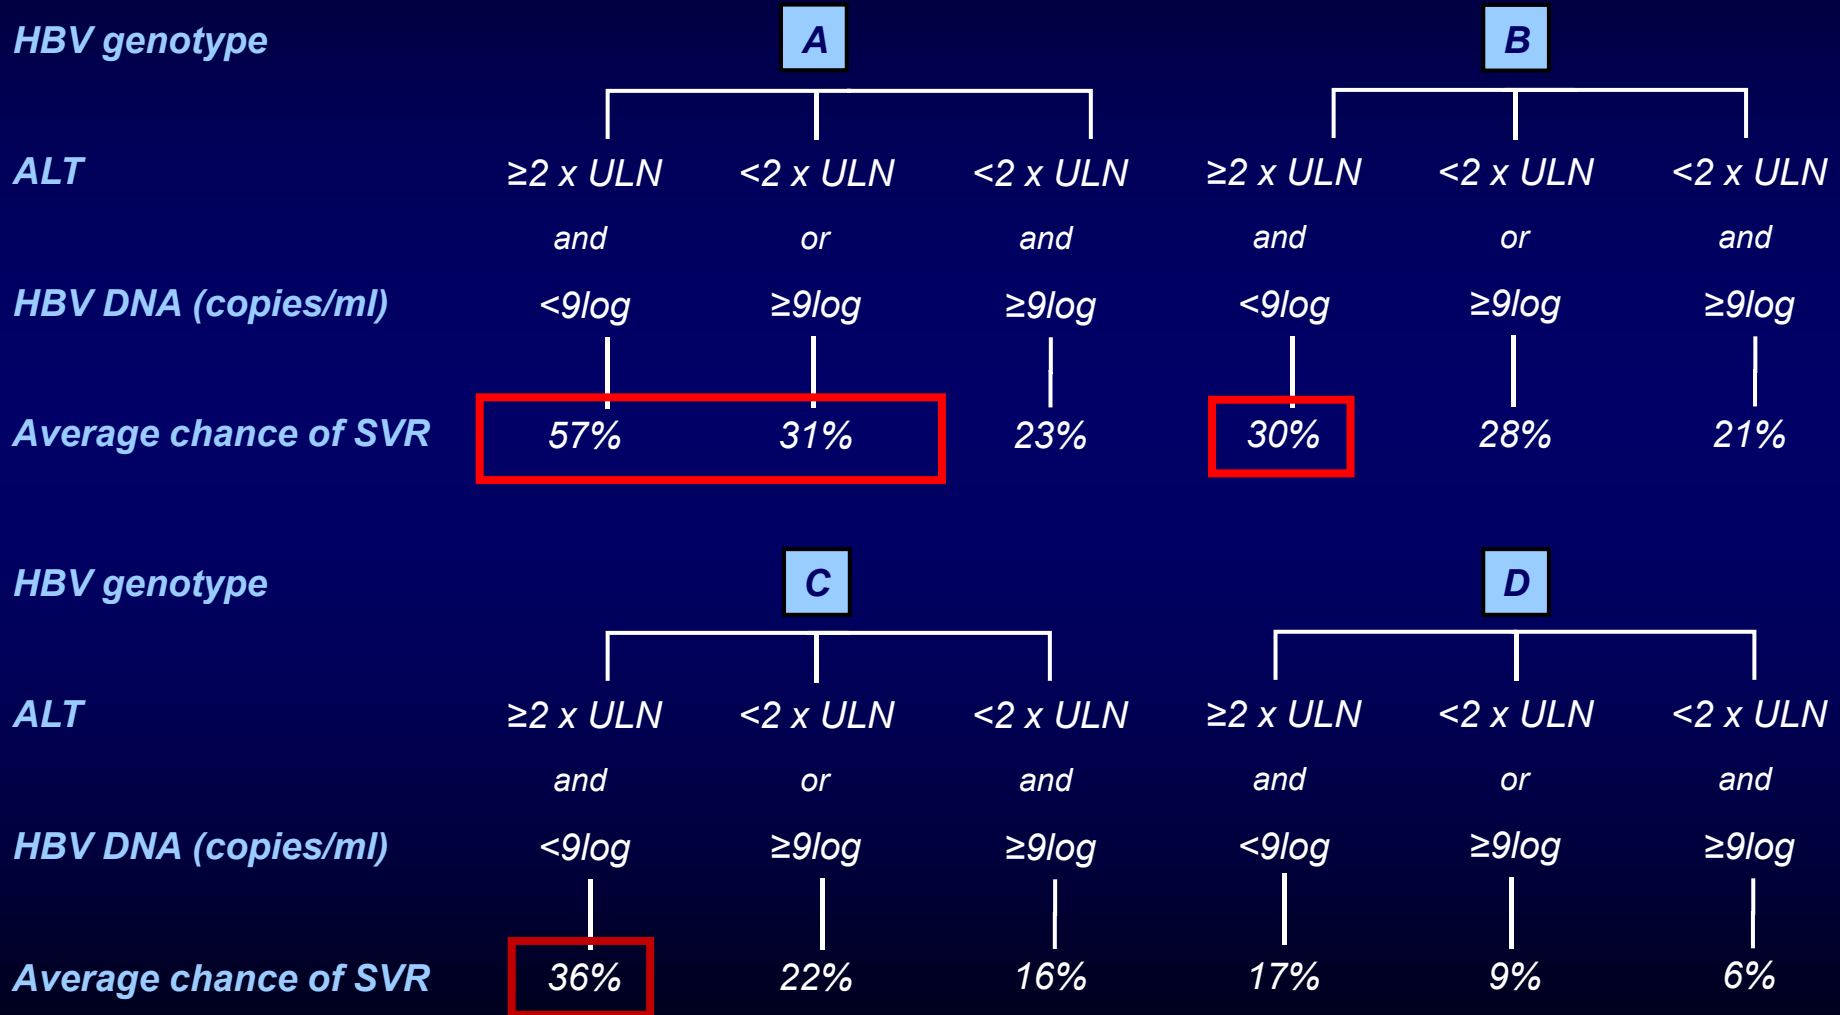 HBV genotype A B
ALT ≥2 x ULN <2 x ULN <2 x ULN ≥2 x ULN <2 x ULN <2 x ULN
and or and and or and
HBV DNA (copies/ml) <9log ≥9log ≥9log <9log ≥9log ≥9log
Average chance of SVR 57% 31% 23% 30% 28% 21%
HBV genotype C D
ALT ≥2 x ULN <2 x ULN <2 x ULN ≥2 x ULN <2 x ULN <2 x ULN
and or and and or and
HBV DNA (copies/ml) <9log ≥9log ≥9log <9log ≥9log ≥9log
Average chance of SVR 36% 22% 16% 17% 9% 6%